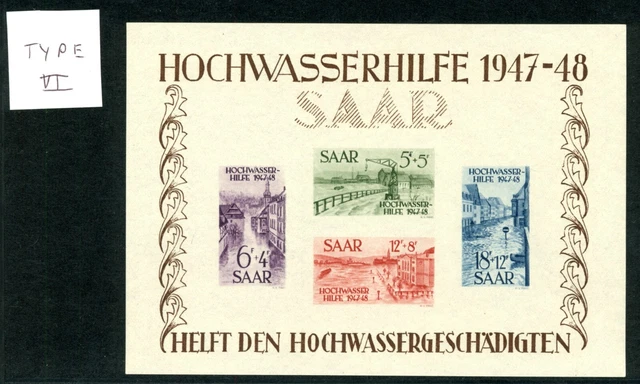 TYPE
VI
HOCHWASSERHILFE 1947-48
SAAR
HOCHWASSER-
HILFE 1947-48
6F+4F
SAAR
SAAR 5F+5F
HOCHWASSER-
HILFE 1947-48
SAAR 12F+8F
HOCHWASSER
HILFE 1947-48
HOCHWASSER-
HILFE 1947-48
18F+12F
SAAR
HELFT DEN HOCHWASSERGESCHÄDIGTEN